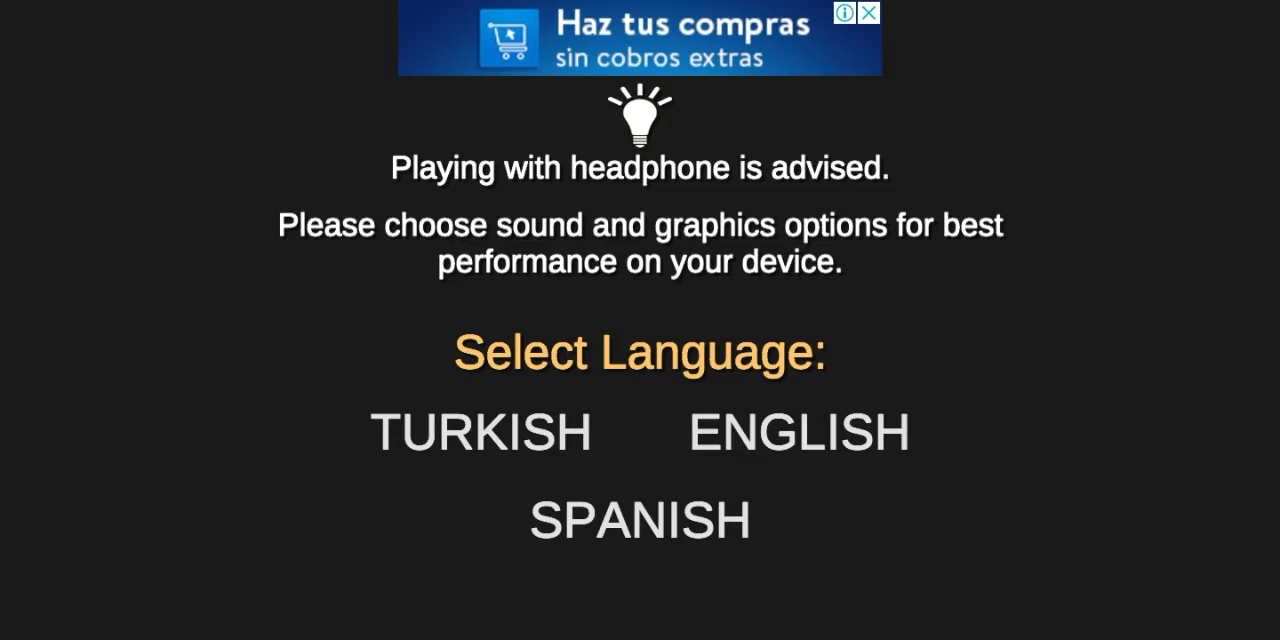 Haz tus compras
sin cobros extras
Playing with headphone is advised.
Please choose sound and graphics options for best
performance on your device.
Select Language:
TURKISH ENGLISH
SPANISH